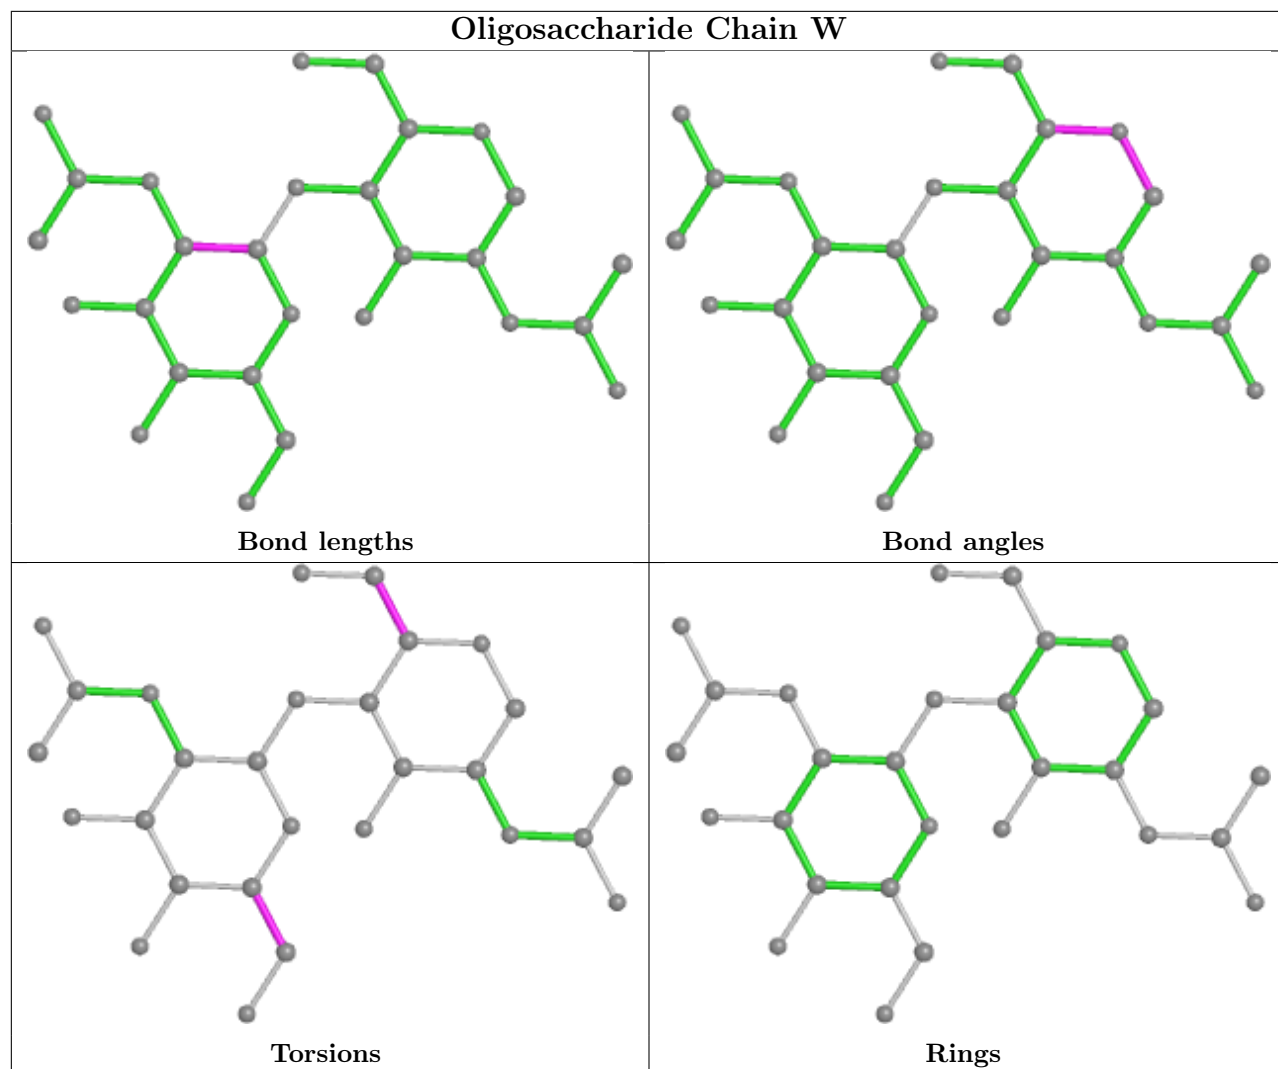 Oligosaccharide Chain W
Bond lengths
Bond angles
Torsions
Rings